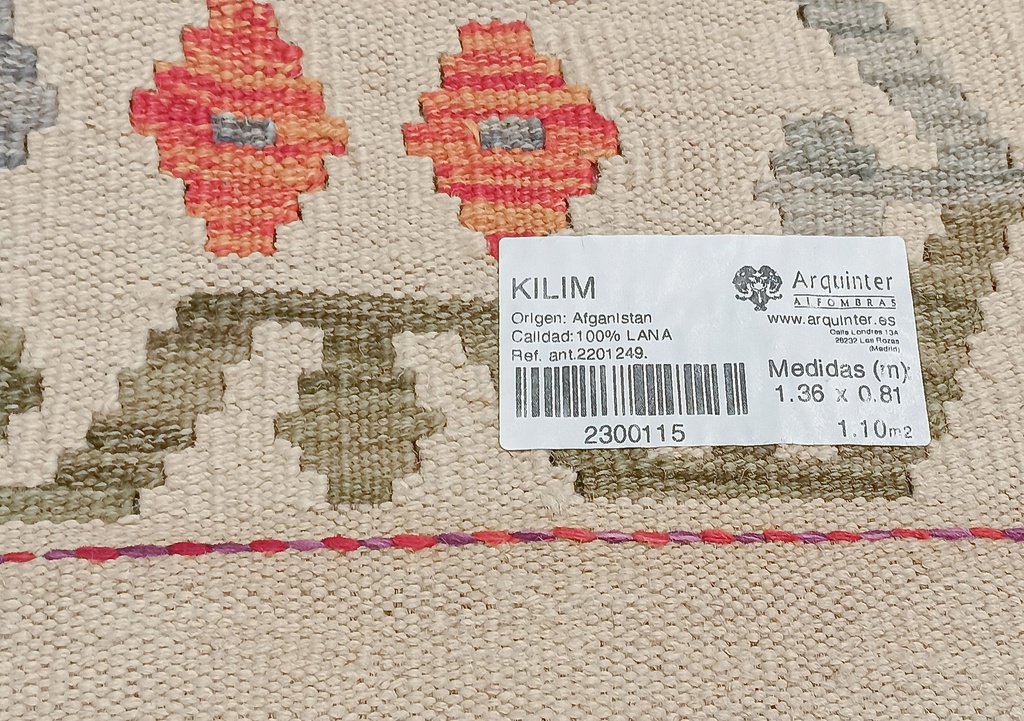 KILIM
Origen: Afganistan
Calidad:100% LANA
Ref. ant.2201249.
2300115
Arquinter
ALFOMBRAS
www.arquinter.es
Calle Londres 13A
28232 Las Rozas
(Madrid)
Medidas (m)
1.36 x 0.81
1.10m2